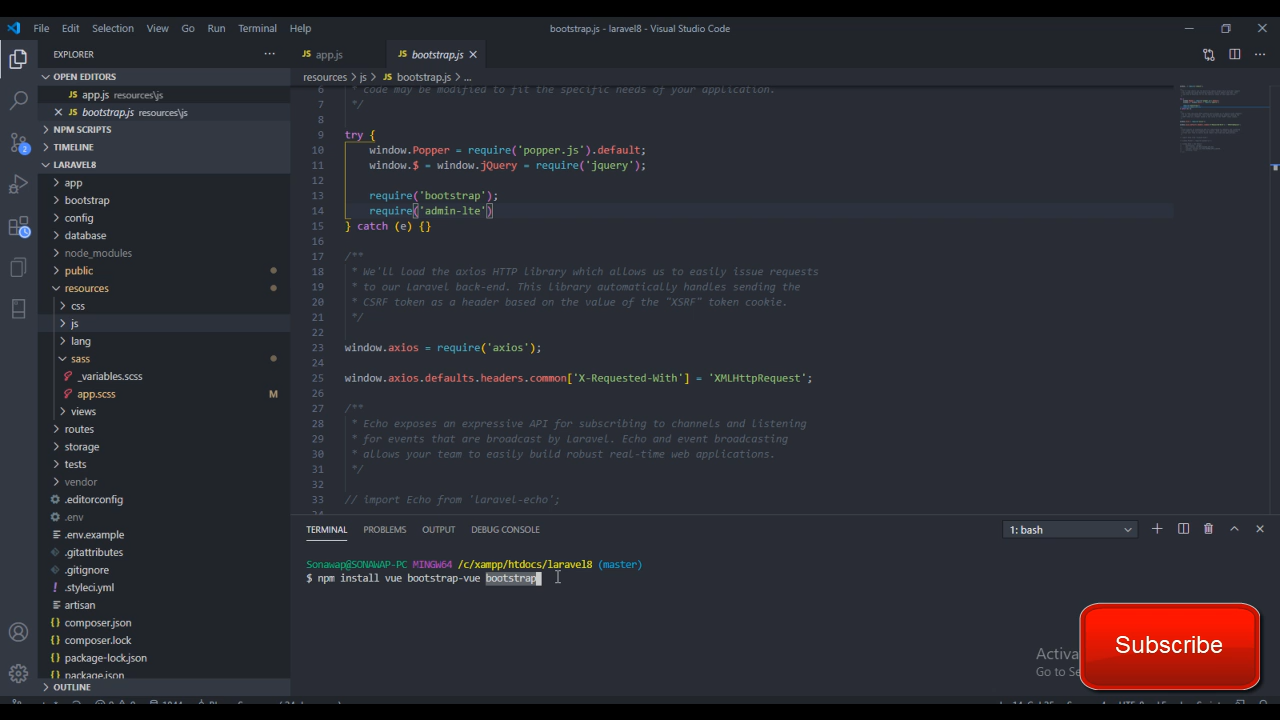 File Edit Selection View Go Run Terminal Help bootstrap.js - laravel8 - Visual Studio Code
EXPLORER
OPEN EDITORS
JS app.js resources\js
JS bootstrap.js resources\js
NPM SCRIPTS
TIMELINE
LARAVEL8
app
bootstrap
config
database
node_modules
public
resources
css
js
lang
sass
_variables.scss
app.scss M
views
routes
storage
tests
vendor
.editorconfig
.env
.env.example
.gitattributes
.gitignore
.styleci.yml
artisan
composer.json
composer.lock
package-lock.json
package.json
OUTLINE
2
JS app.js JS bootstrap.js
resources > js > JS bootstrap.js > ...
6 * code may be modified to fit the specific needs of your application.
7 */
8
9 try {
10 window.Popper = require('popper.js').default;
11 window.$ = window.jQuery = require('jquery');
12
13 require('bootstrap');
14 require('admin-lte')
15 } catch (e) {}
16
17 /**
18 * We'll load the axios HTTP library which allows us to easily issue requests
19 * to our Laravel back-end. This library automatically handles sending the
20 * CSRF token as a header based on the value of the "XSRF" token cookie.
21 */
22
23 window.axios = require('axios');
24
25 window.axios.defaults.headers.common['X-Requested-With'] = 'XMLHttpRequest';
26
27 /**
28 * Echo exposes an expressive API for subscribing to channels and listening
29 * for events that are broadcast by Laravel. Echo and event broadcasting
30 * allows your team to easily build robust real-time web applications.
31 */
32
33 // import Echo from 'laravel-echo';
TERMINAL PROBLEMS OUTPUT DEBUG CONSOLE 1: bash
Sonawap@SONAWAP-PC MINGW64 /c/xampp/htdocs/laravel8 (master)
$ npm install vue bootstrap-vue bootstrap
Subscribe
Go to